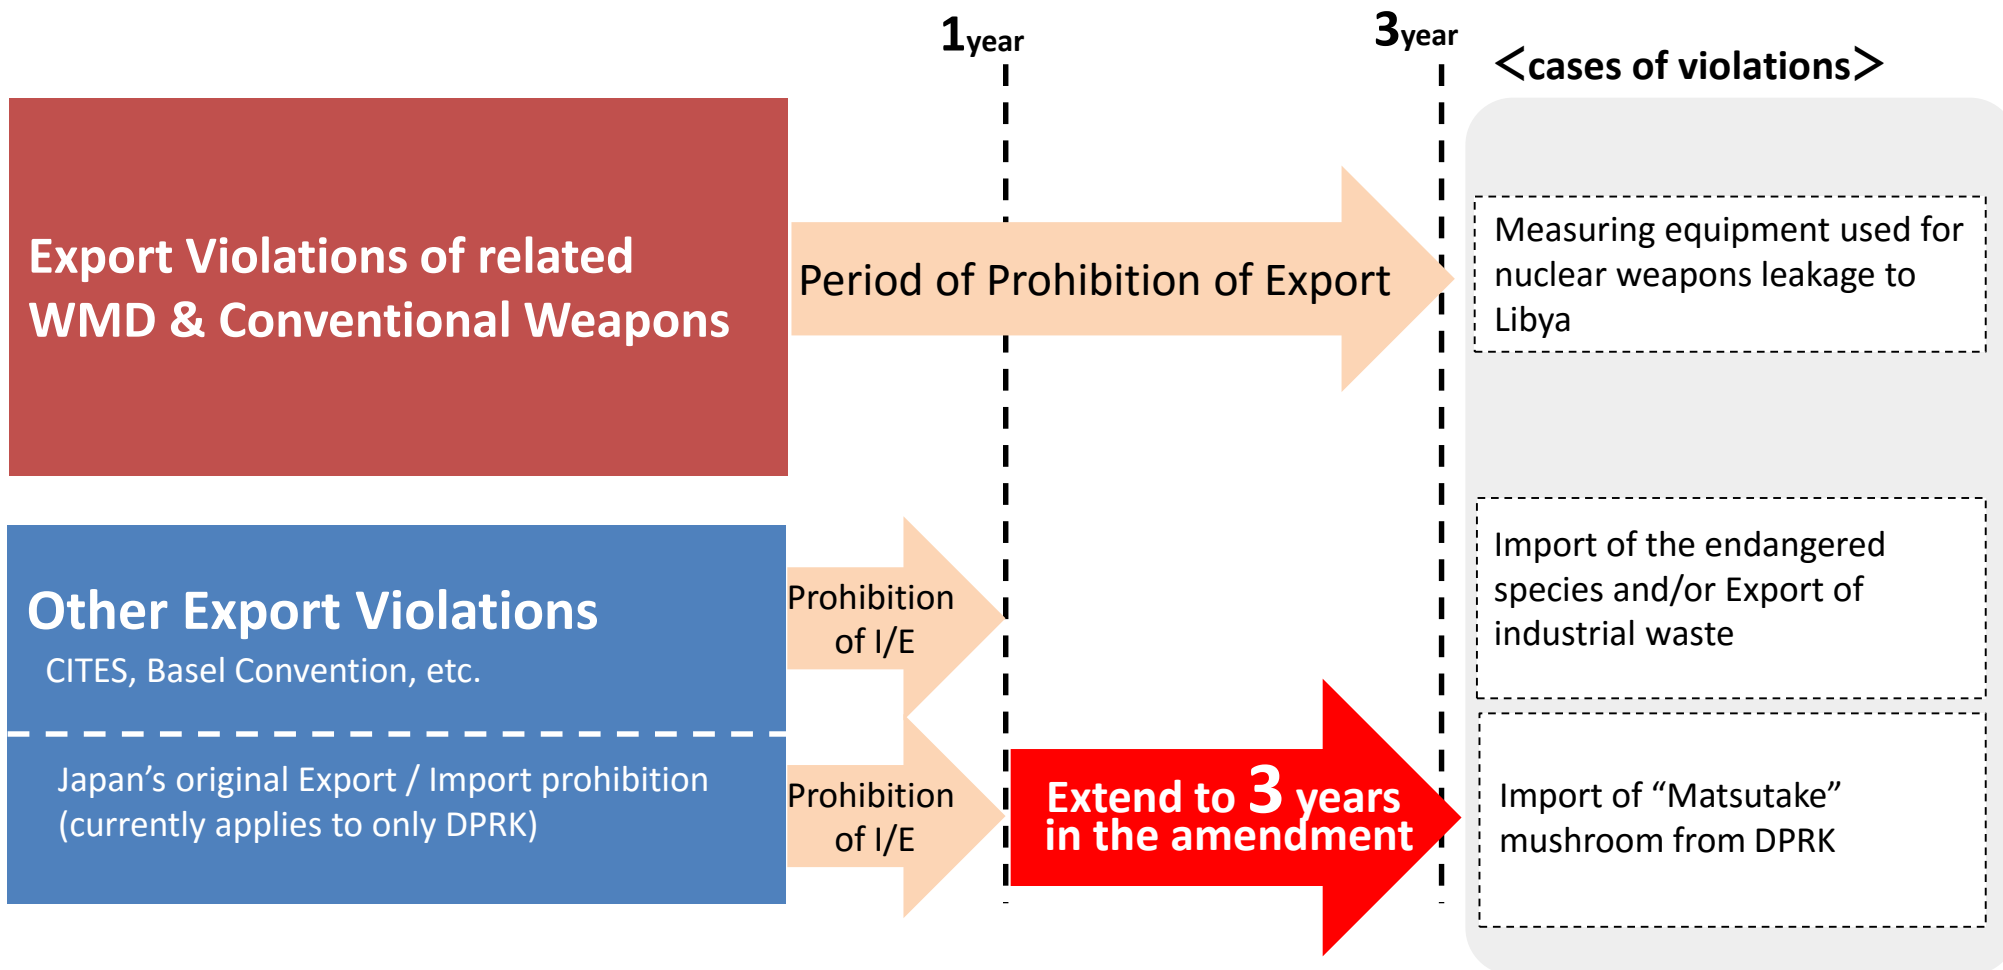 1year
3year
＜cases of violations＞
Export Violations of related
WMD & Conventional Weapons
Period of Prohibition of Export
Measuring equipment used for
nuclear weapons leakage to
Libya
Other Export Violations
CITES, Basel Convention, etc.
Prohibition
of I/E
Import of the endangered
species and/or Export of
industrial waste
Japan’s original Export / Import prohibition
(currently applies to only DPRK)
Prohibition
of I/E
Extend to 3 years
in the amendment
Import of “Matsutake”
mushroom from DPRK